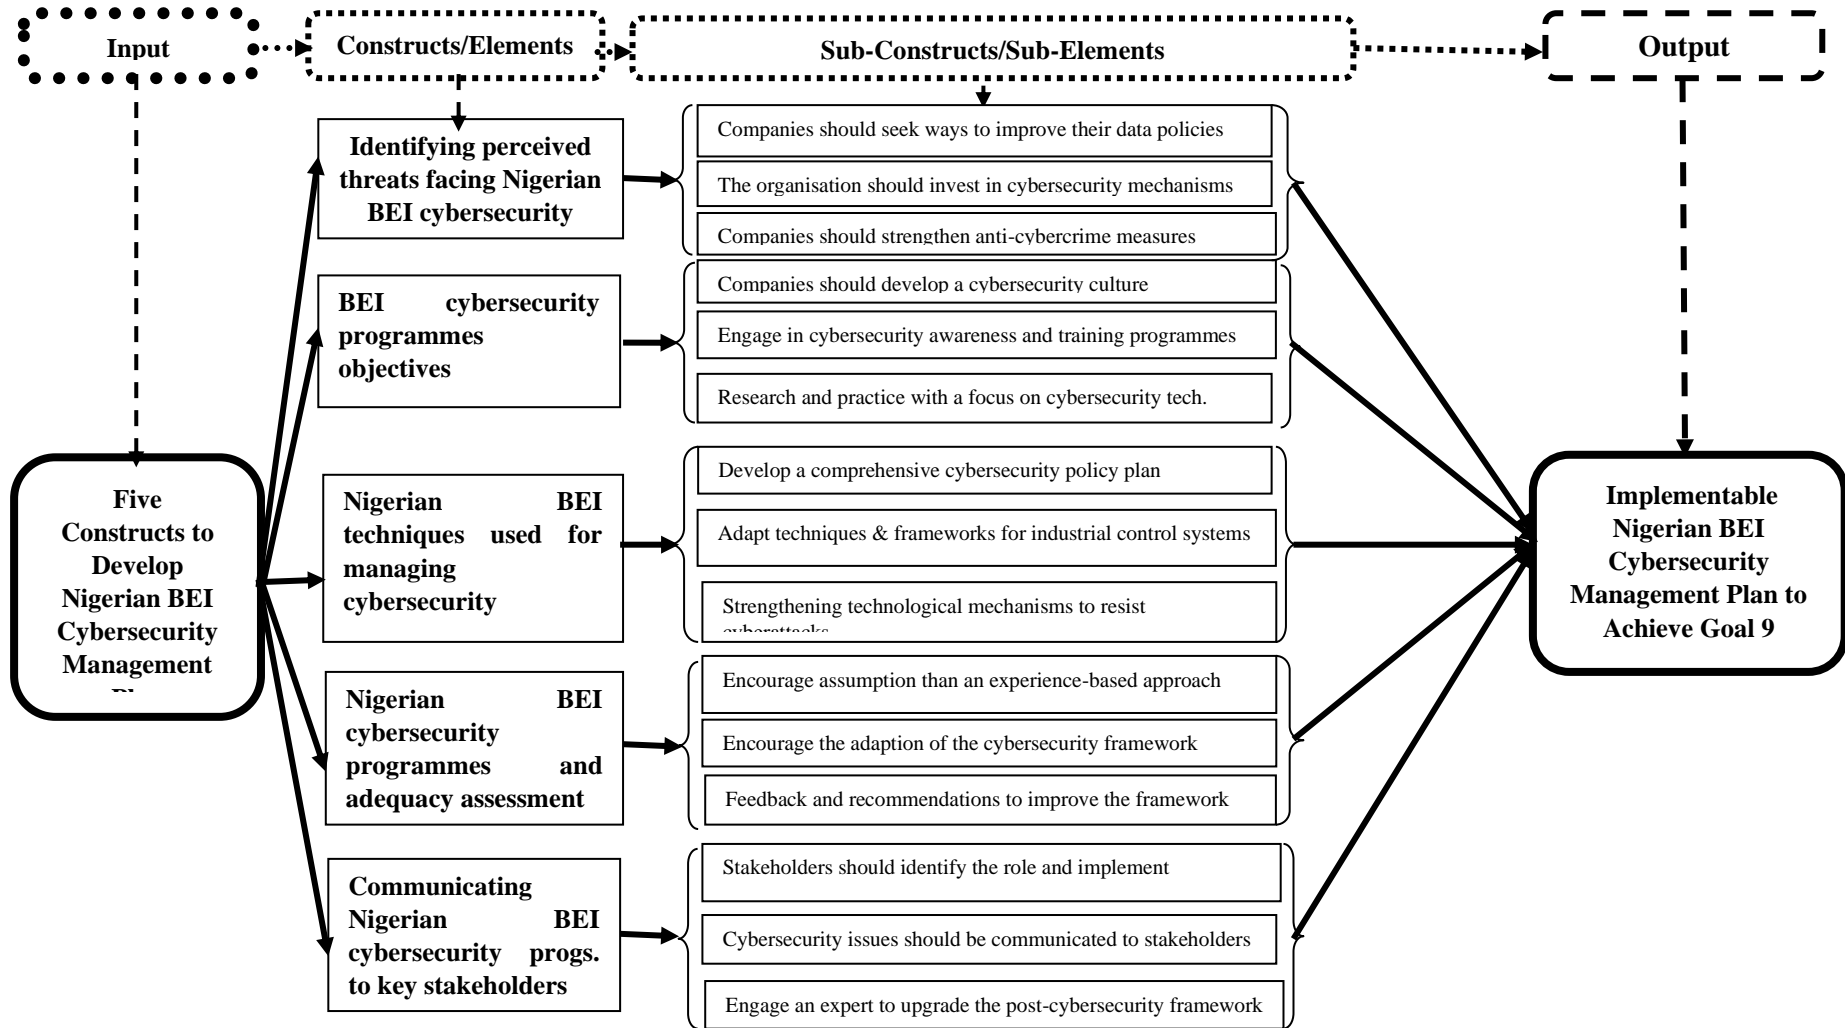 Input
Constructs/Elements
Sub-Constructs/Sub-Elements
Output
Five
Constructs to
Develop
Nigerian BEI
Cybersecurity
Management
Identifying perceived
threats facing Nigerian
BEI cybersecurity
Companies should seek ways to improve their data policies
The organisation should invest in cybersecurity mechanisms
Companies should strengthen anti-cybercrime measures
BEI cybersecurity
programmes
objectives
Companies should develop a cybersecurity culture
Engage in cybersecurity awareness and training programmes
Research and practice with a focus on cybersecurity tech.
Nigerian BEI
techniques used for
managing
cybersecurity
Develop a comprehensive cybersecurity policy plan
Adapt techniques & frameworks for industrial control systems
Strengthening technological mechanisms to resist
cyberattacks
Nigerian BEI
cybersecurity
programmes and
adequacy assessment
Encourage assumption than an experience-based approach
Encourage the adaption of the cybersecurity framework
Feedback and recommendations to improve the framework
Communicating
Nigerian BEI
cybersecurity progs.
to key stakeholders
Stakeholders should identify the role and implement
Cybersecurity issues should be communicated to stakeholders
Engage an expert to upgrade the post-cybersecurity framework
Implementable
Nigerian BEI
Cybersecurity
Management Plan to
Achieve Goal 9